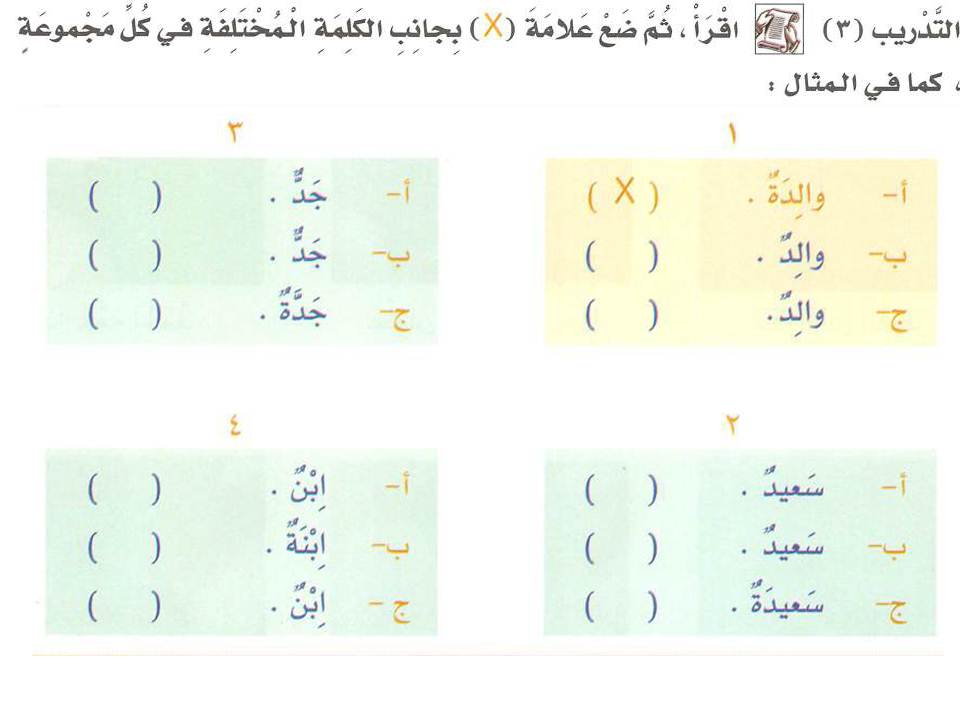 التَّدْريب (٣) اقْرَأْ ، ثُمَّ ضَعْ عَلامَةَ (X) بِجانِبِ الكَلِمَةِ الْمُخْتَلِفَةِ في كُلِّ مَجْموعَةٍ
، كما في المثال :
١
أ- والِدَةٌ . ( X )
ب- والِدٌ . ( )
ج- والِدٌ. ( )
٣
أ- جَدٌّ . ( )
ب- جَدٌّ . ( )
ج- جَدَّةٌ . ( )
٢
أ- سَعيدٌ . ( )
ب- سَعيدٌ . ( )
ج- سَعيدَةٌ . ( )
٤
أ- اِبْنٌ . ( )
ب- اِبْنَةٌ . ( )
ج - اِبْنٌ . ( )